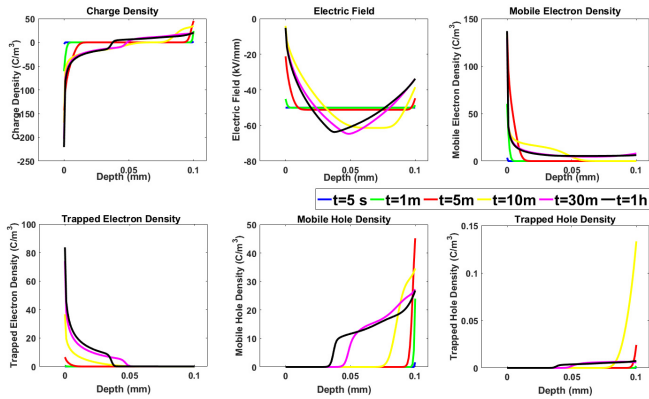 Charge Density
Electric Field
Mobile Electron Density
Charge Density (C/m³)
50
0
-50
-100
-150
-200
-250
0
0.05
0.1
Depth (mm)
Electric Field (kV/mm)
0
-20
-40
-60
-80
0
0.05
0.1
Depth (mm)
Mobile Electron Density (C/m³)
150
100
50
0
0
0.05
0.1
Depth (mm)
t=5 s t=1m t=5m t=10m t=30m t=1h
Trapped Electron Density
Mobile Hole Density
Trapped Hole Density
Trapped Electron Density (C/m³)
100
80
60
40
20
0
0
0.05
0.1
Depth (mm)
Mobile Hole Density (C/m³)
50
40
30
20
10
0
0
0.05
0.1
Depth (mm)
Trapped Hole Density (C/m³)
0.15
0.1
0.05
0
0
0.05
0.1
Depth (mm)